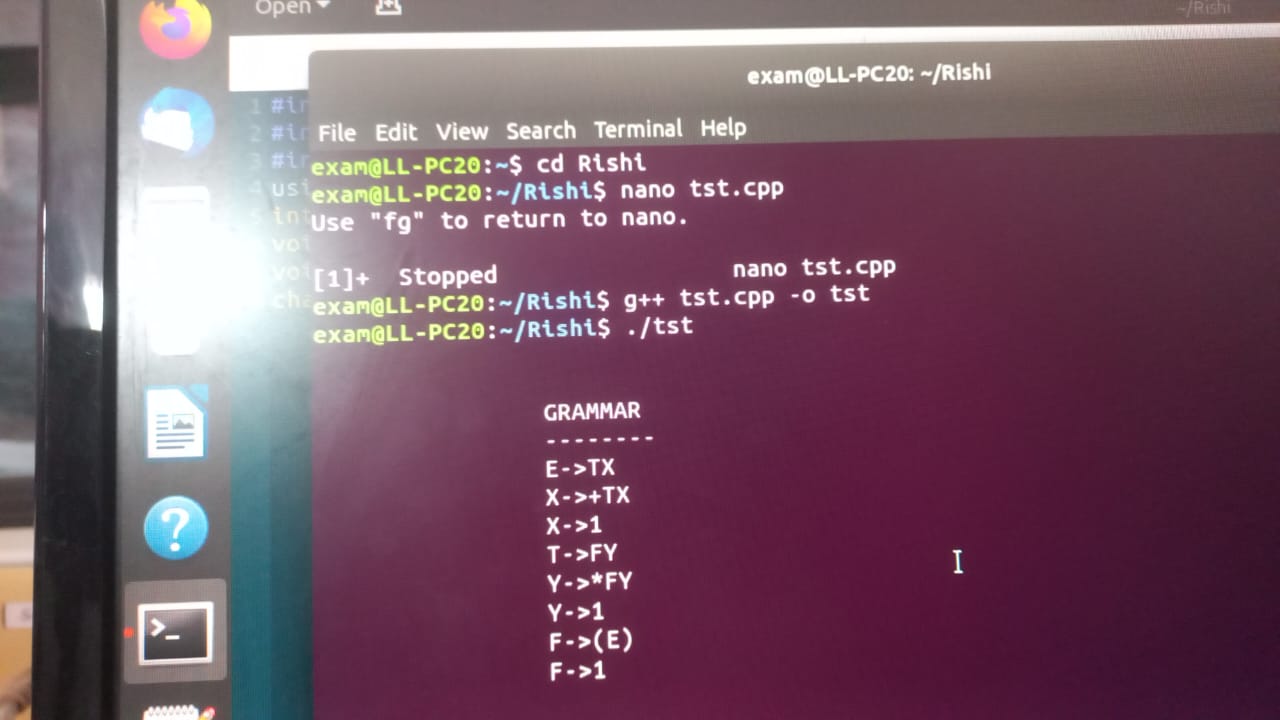 Open
~/Rishi
exam@LL-PC20: ~/Rishi
File Edit View Search Terminal Help
1 #in
2 #in
3 #in
4 usi
5 int
voi
voi
cha
exam@LL-PC20:~$ cd Rishi
exam@LL-PC20:~/Rishi$ nano tst.cpp
Use "fg" to return to nano.
[1]+ Stopped nano tst.cpp
exam@LL-PC20:~/Rishi$ g++ tst.cpp -o tst
exam@LL-PC20:~/Rishi$ ./tst
GRAMMAR
--------
E->TX
X->+TX
X->1
T->FY
Y->*FY
Y->1
F->(E)
F->1